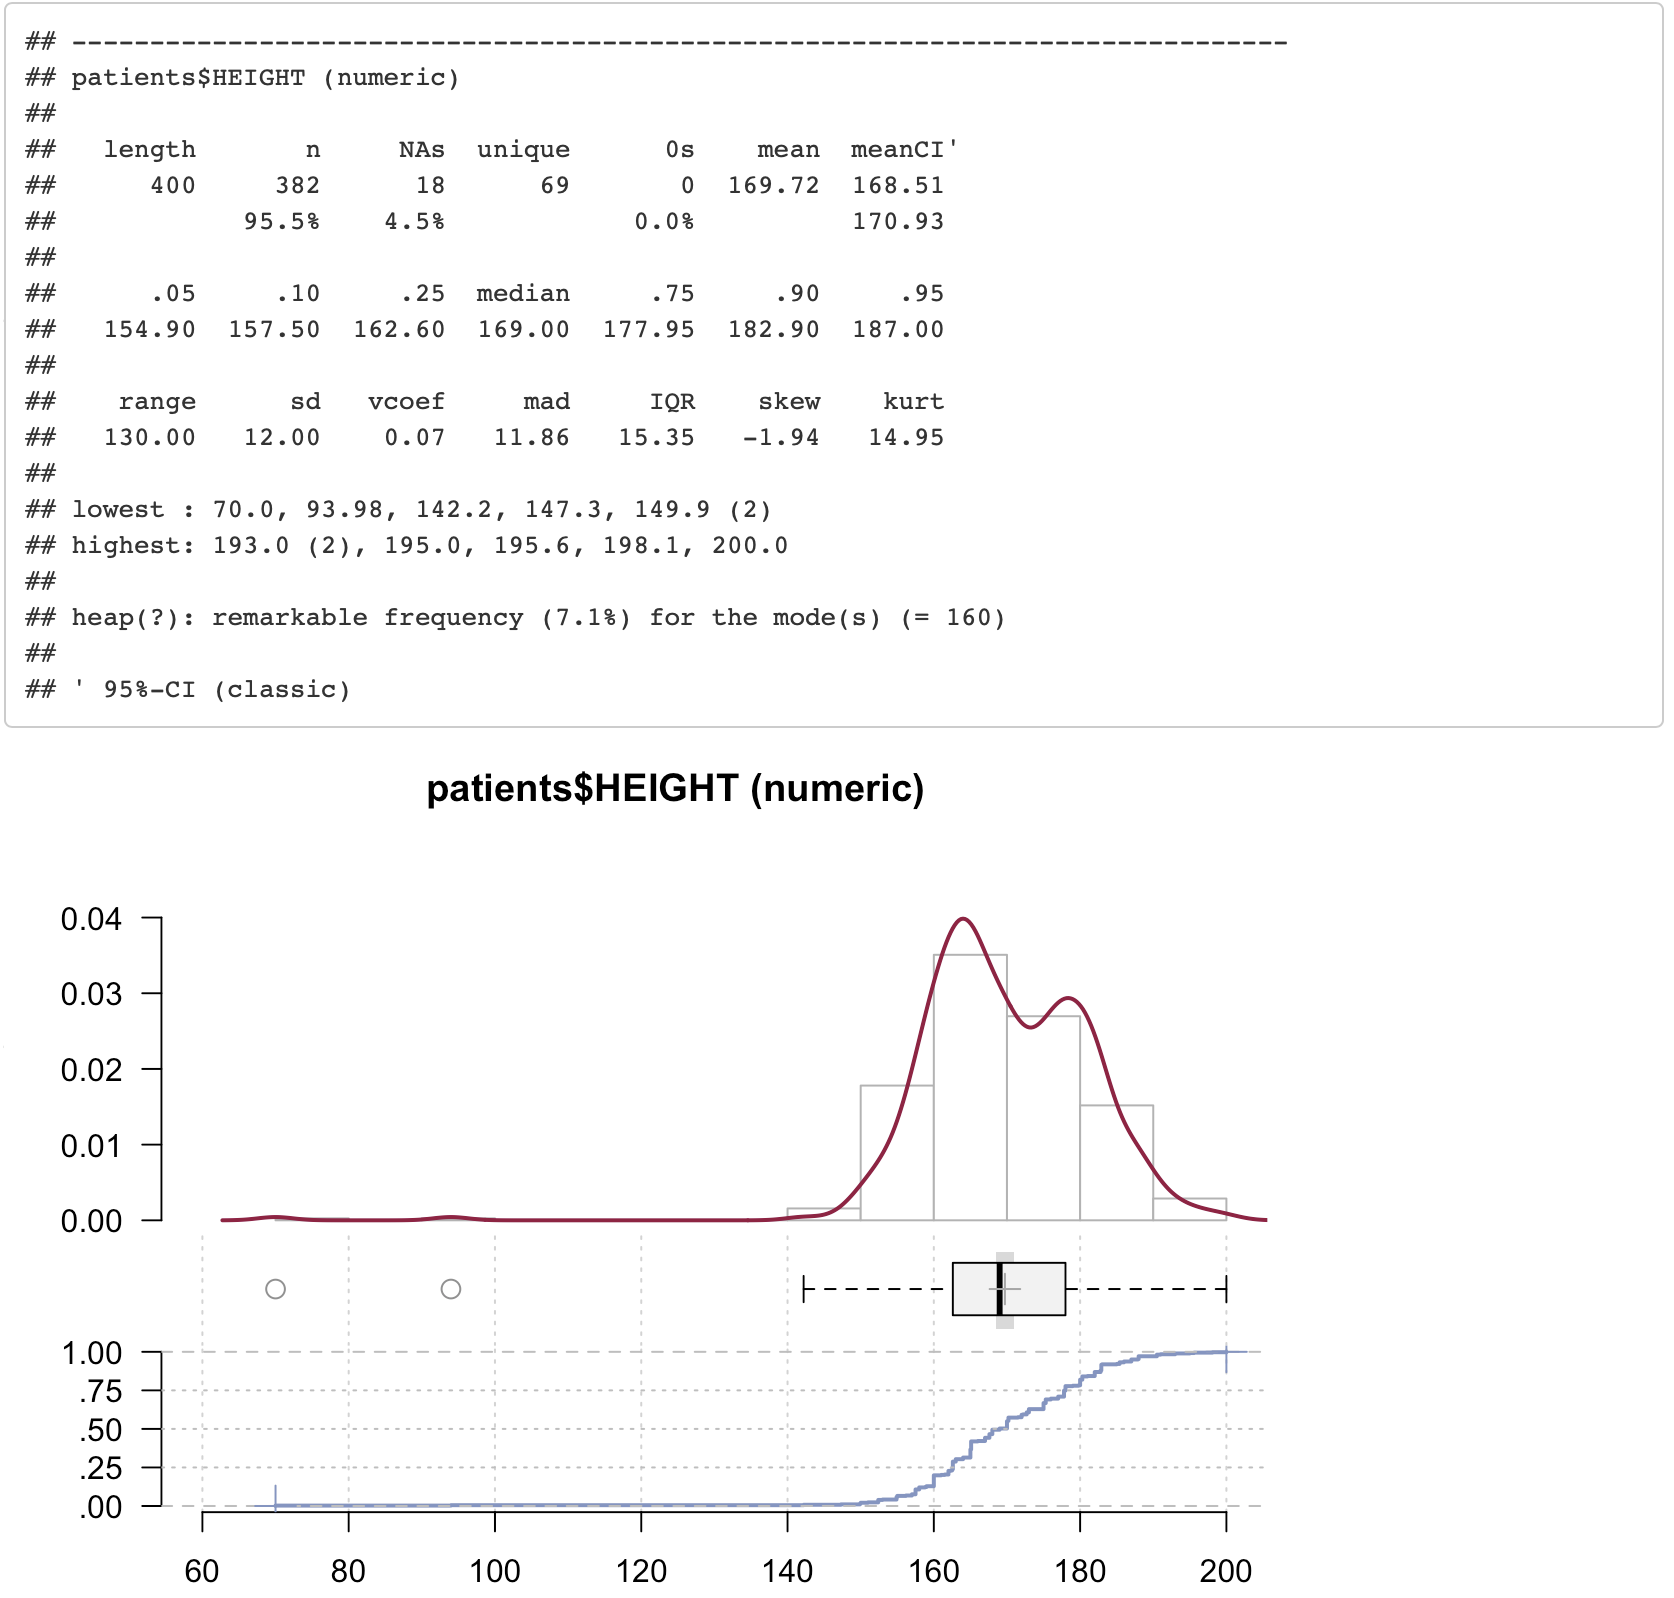 ## ------------------------------------------------------------------------------
## patients$HEIGHT (numeric)
##
##   length       n     NAs  unique      0s    mean  meanCI'
##      400     382      18      69       0  169.72  168.51
##            95.5%    4.5%            0.0%          170.93
##
##      .05     .10     .25  median     .75     .90     .95
##   154.90  157.50  162.60  169.00  177.95  182.90  187.00
##
##    range      sd   vcoef     mad     IQR    skew    kurt
##   130.00   12.00    0.07   11.86   15.35   -1.94   14.95
##
## lowest : 70.0, 93.98, 142.2, 147.3, 149.9 (2)
## highest: 193.0 (2), 195.0, 195.6, 198.1, 200.0
##
## heap(?): remarkable frequency (7.1%) for the mode(s) (= 160)
##
## ' 95%-CI (classic)
patients$HEIGHT (numeric)
0.04
0.03
0.02
0.01
0.00
1.00
.75
.50
.25
.00
60 80 100 120 140 160 180 200